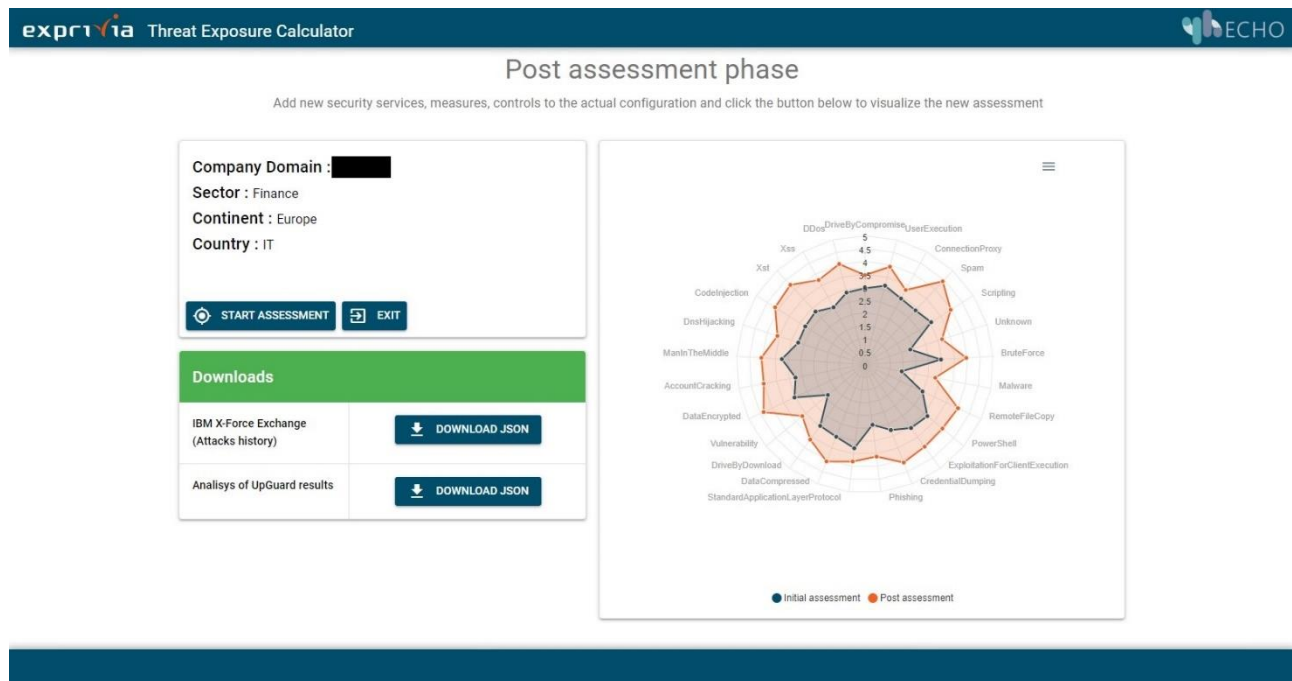 exprivia Threat Exposure Calculator
ECHO
Post assessment phase
Add new security services, measures, controls to the actual configuration and click the button below to visualize the new assessment
Company Domain :
Sector : Finance
Continent : Europe
Country : IT
START ASSESSMENT
EXIT
Downloads
IBM X-Force Exchange
(Attacks history)
DOWNLOAD JSON
Analisys of UpGuard results
DOWNLOAD JSON
DriveByCompromise
UserExecution
ConnectionProxy
Spam
Scripting
Unknown
BruteForce
Malware
RemoteFileCopy
PowerShell
ExploitationForClientExecution
CredentialDumping
Phishing
StandardApplicationLayerProtocol
DataCompressed
DriveByDownload
Vulnerability
DataEncrypted
AccountCracking
ManInTheMiddle
DnsHijacking
CodeInjection
Xst
Xss
DDos
5
4.5
4
3.5
3
2.5
2
1.5
1
0.5
0
Initial assessment
Post assessment